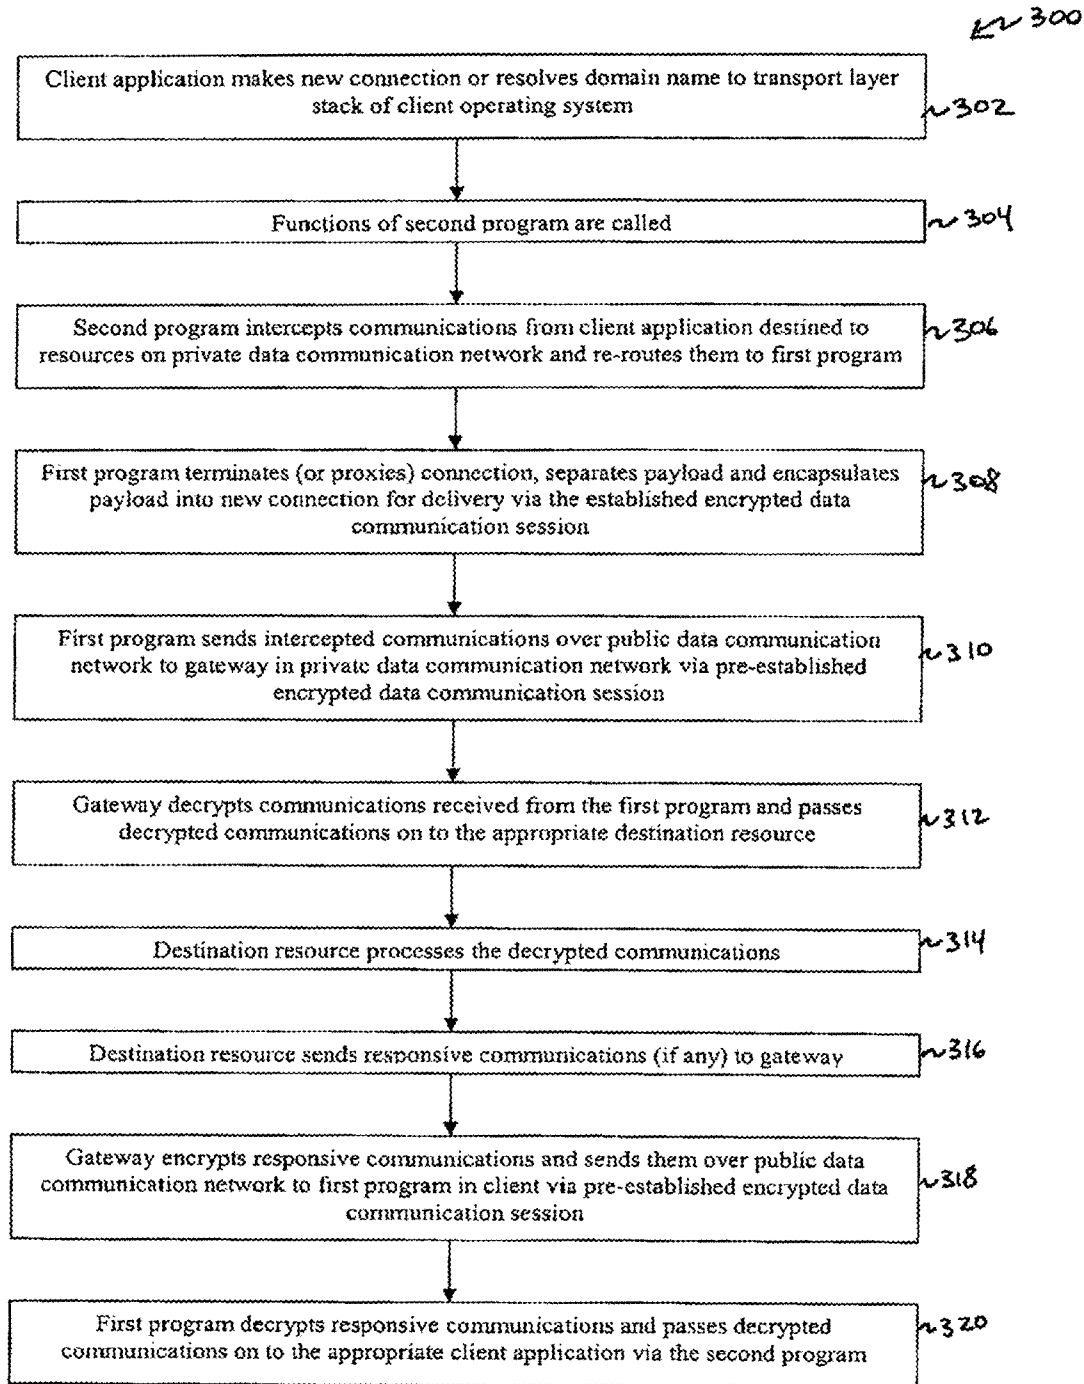 300
Client application makes new connection or resolves domain name to transport layer
stack of client operating system
302
Functions of second program are called
304
Second program intercepts communications from client application destined to
resources on private data communication network and re-routes them to first program
306
First program terminates (or proxies) connection, separates payload and encapsulates
payload into new connection for delivery via the established encrypted data
communication session
308
First program sends intercepted communications over public data communication
network to gateway in private data communication network via pre-established
encrypted data communication session
310
Gateway decrypts communications received from the first program and passes
decrypted communications on to the appropriate destination resource
312
Destination resource processes the decrypted communications
314
Destination resource sends responsive communications (if any) to gateway
316
Gateway encrypts responsive communications and sends them over public data
communication network to first program in client via pre-established encrypted data
communication session
318
First program decrypts responsive communications and passes decrypted
communications on to the appropriate client application via the second program
320